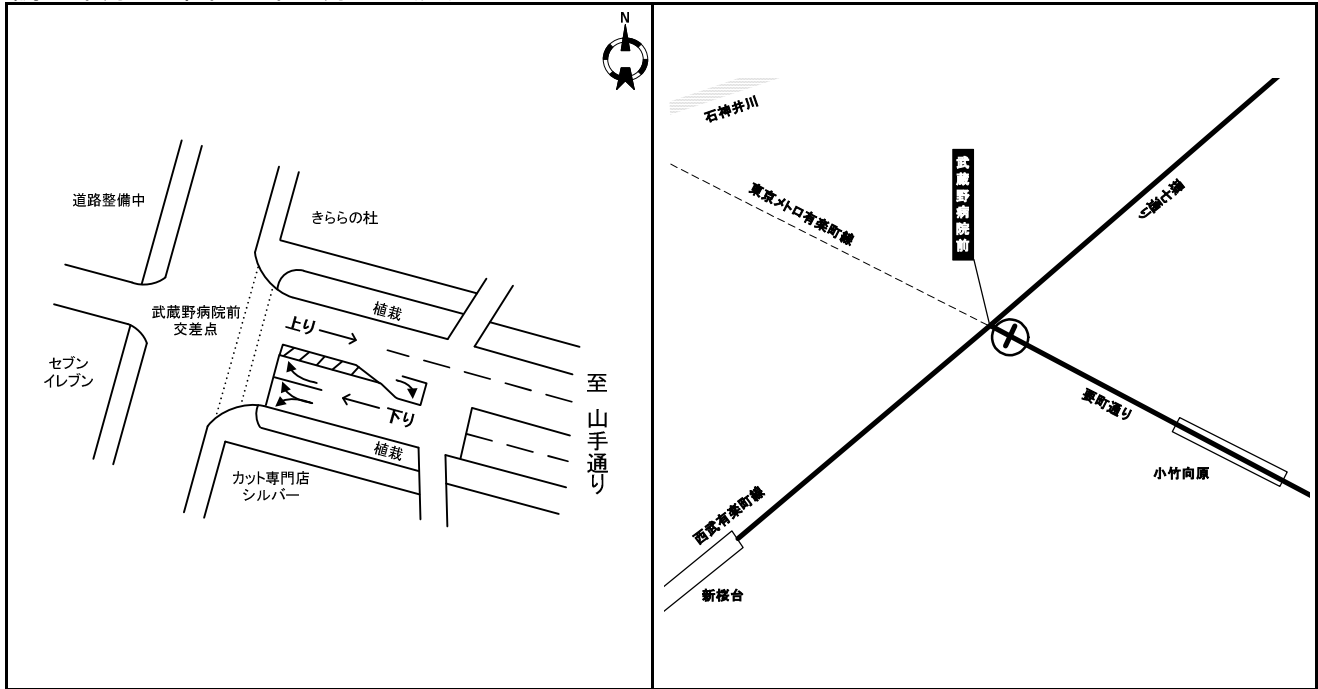 N
道路整備中
きららの杜
武蔵野病院前
交差点
植栽
上り
セブン
イレブン
下り
植栽
カット専門店
シルバー
至 山手通り
石神井川
東京メトロ有楽町線
武蔵野病院前
環七通り
要町通り
小竹向原
西武有楽町線
新桜台